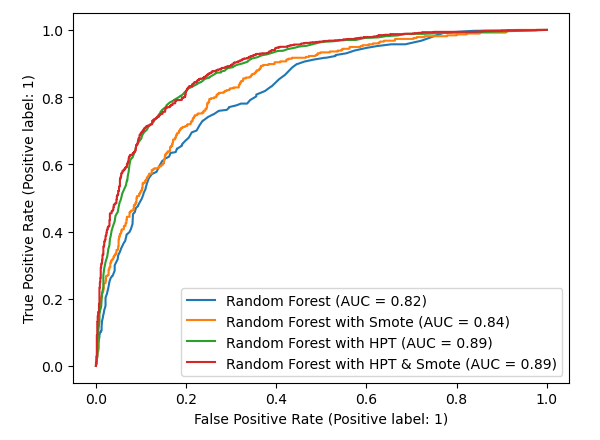 1.0
0.8
0.6
0.4
0.2
0.0
True Positive Rate (Positive label: 1)
Random Forest (AUC = 0.82)
Random Forest with Smote (AUC = 0.84)
Random Forest with HPT (AUC = 0.89)
Random Forest with HPT & Smote (AUC = 0.89)
0.0 0.2 0.4 0.6 0.8 1.0
False Positive Rate (Positive label: 1)